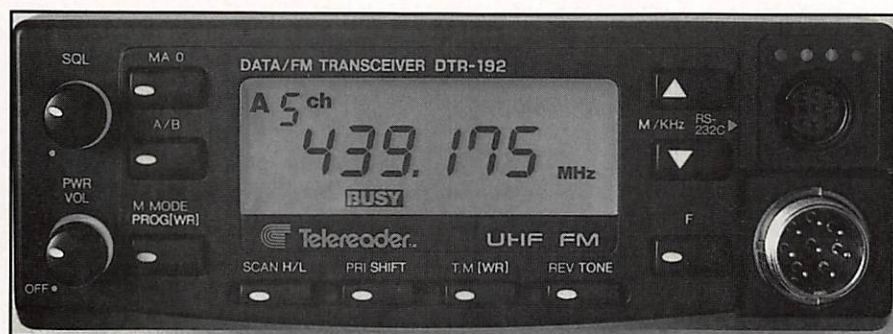 SQL
MA 0
DATA/FM TRANSCEIVER DTR-192
A 5 ch
439.175 MHz
BUSY
A/B
M/KHz RS-232C
PWR
VOL
M MODE
PROG[WR]
Telereader
UHF FM
F
OFF
SCAN H/L
PRI SHIFT
T.M [WR]
REV TONE